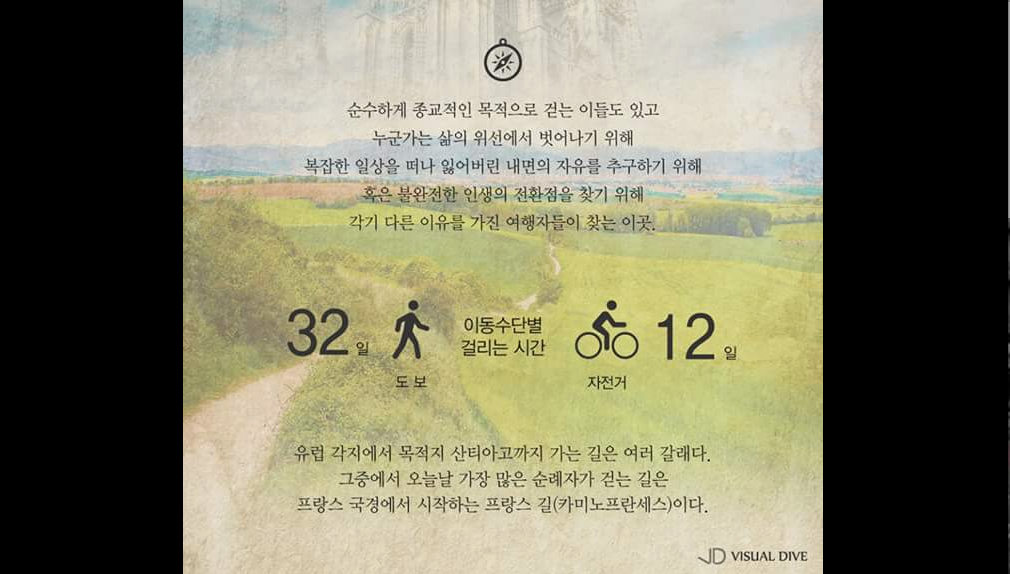 순수하게 종교적인 목적으로 걷는 이들도 있고
누군가는 삶의 위선에서 벗어나기 위해
복잡한 일상을 떠나 잃어버린 내면의 자유를 추구하기 위해
혹은 불완전한 인생의 전환점을 찾기 위해
각기 다른 이유를 가진 여행자들이 찾는 이곳.
32일
도보
이동수단별
걸리는 시간
12일
자전거
유럽 각지에서 목적지 산티아고까지 가는 길은 여러 갈래다.
그중에서 오늘날 가장 많은 순례자가 걷는 길은
프랑스 국경에서 시작하는 프랑스 길(카미노프란세스)이다.
VISUAL DIVE